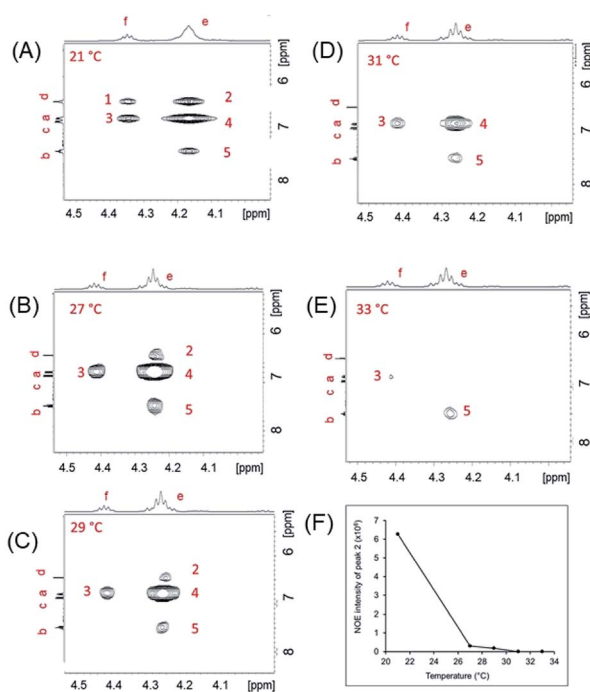 (A)
f e
21 °C
[ppm]
d
c a
b
1 2
3 4
5
6
7
8
4.5 4.4 4.3 4.2 4.1 [ppm]
(D)
f e
31 °C
[ppm]
d
c a
b
3 4
5
6
7
8
4.5 4.4 4.3 4.2 4.1 [ppm]
(B)
f e
27 °C
[ppm]
d
c a
b
2
3 4
5
6
7
8
4.5 4.4 4.3 4.2 4.1 [ppm]
(E)
f e
33 °C
[ppm]
d
c a
b
3
5
6
7
8
4.5 4.4 4.3 4.2 4.1 [ppm]
(C)
f e
29 °C
[ppm]
d
c a
b
2
3 4
5
6
7
8
4.5 4.4 4.3 4.2 4.1 [ppm]
(F)
NOE intensity of peak 2 (x10⁸)
7
6
5
4
3
2
1
0
20 22 24 26 28 30 32 34
Temperature (°C)